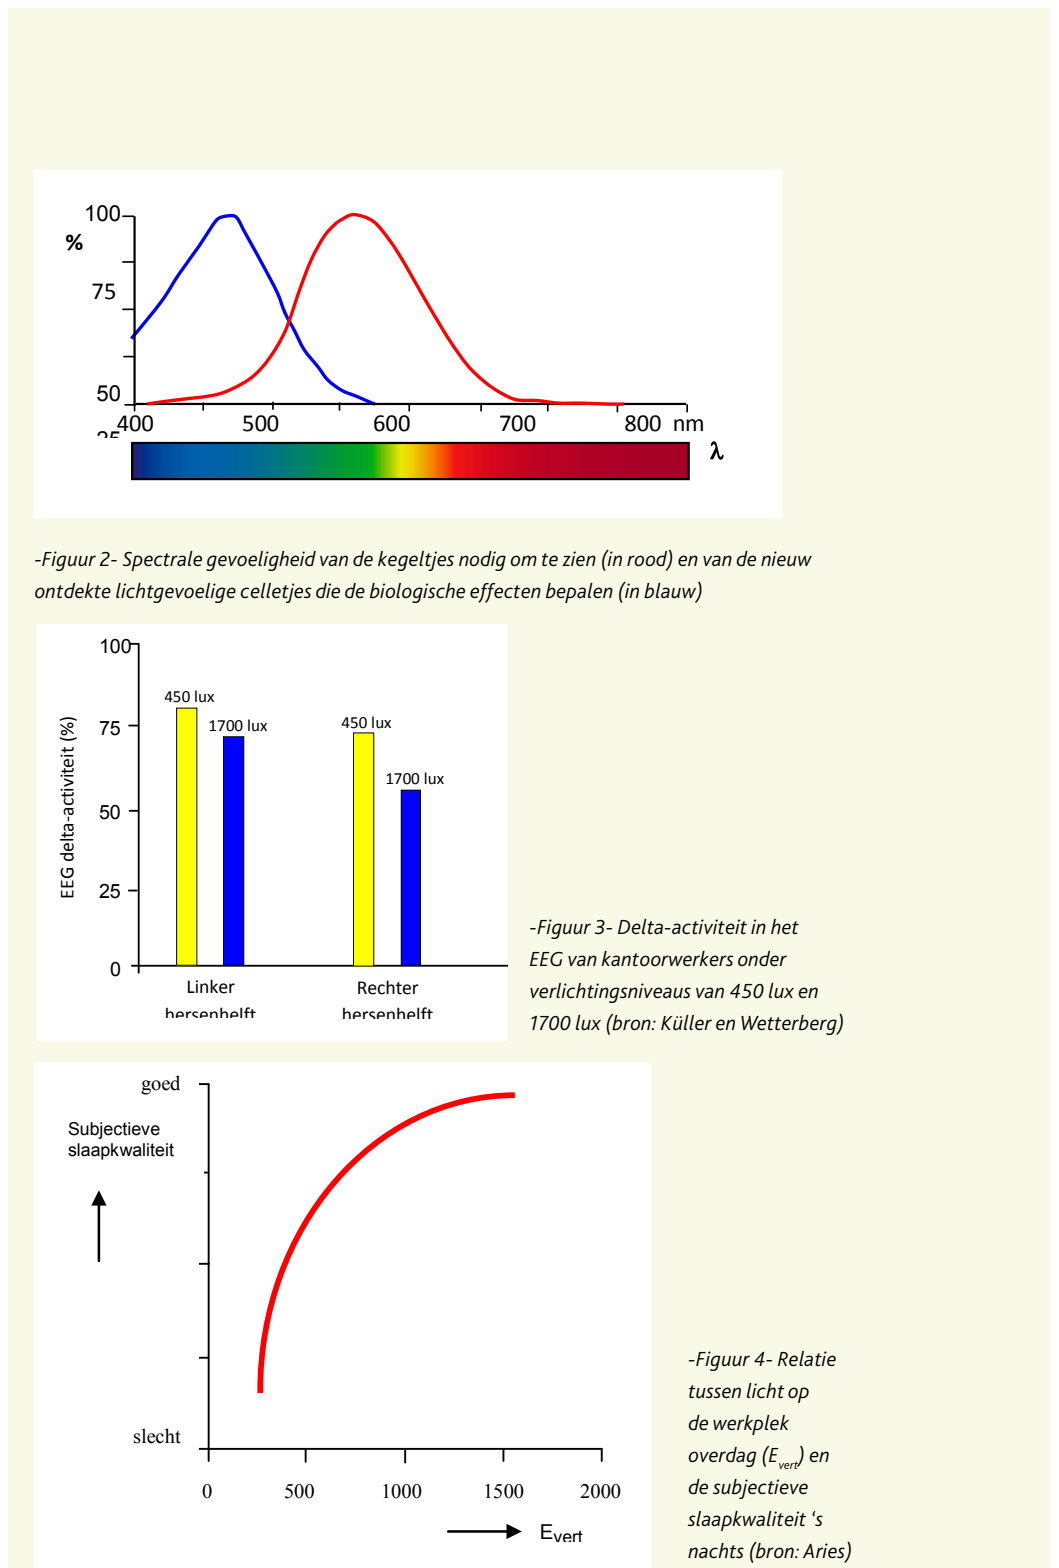 100
%
75
50
25
400 500 600 700 800 nm
λ
-Figuur 2- Spectrale gevoeligheid van de kegeltjes nodig om te zien (in rood) en van de nieuw
ontdekte lichtgevoelige celletjes die de biologische effecten bepalen (in blauw)
100
75
50
25
0
EEG delta-activiteit (%)
450 lux
1700 lux
450 lux
1700 lux
Linker
hersenhelft
Rechter
hersenhelft
-Figuur 3- Delta-activiteit in het
EEG van kantoorwerkers onder
verlichtingsniveaus van 450 lux en
1700 lux (bron: Küller en Wetterberg)
goed
Subjectieve
slaapkwaliteit
slecht
0 500 1000 1500 2000
Evert
-Figuur 4- Relatie
tussen licht op
de werkplek
overdag (Evert) en
de subjectieve
slaapkwaliteit 's
nachts (bron: Aries)